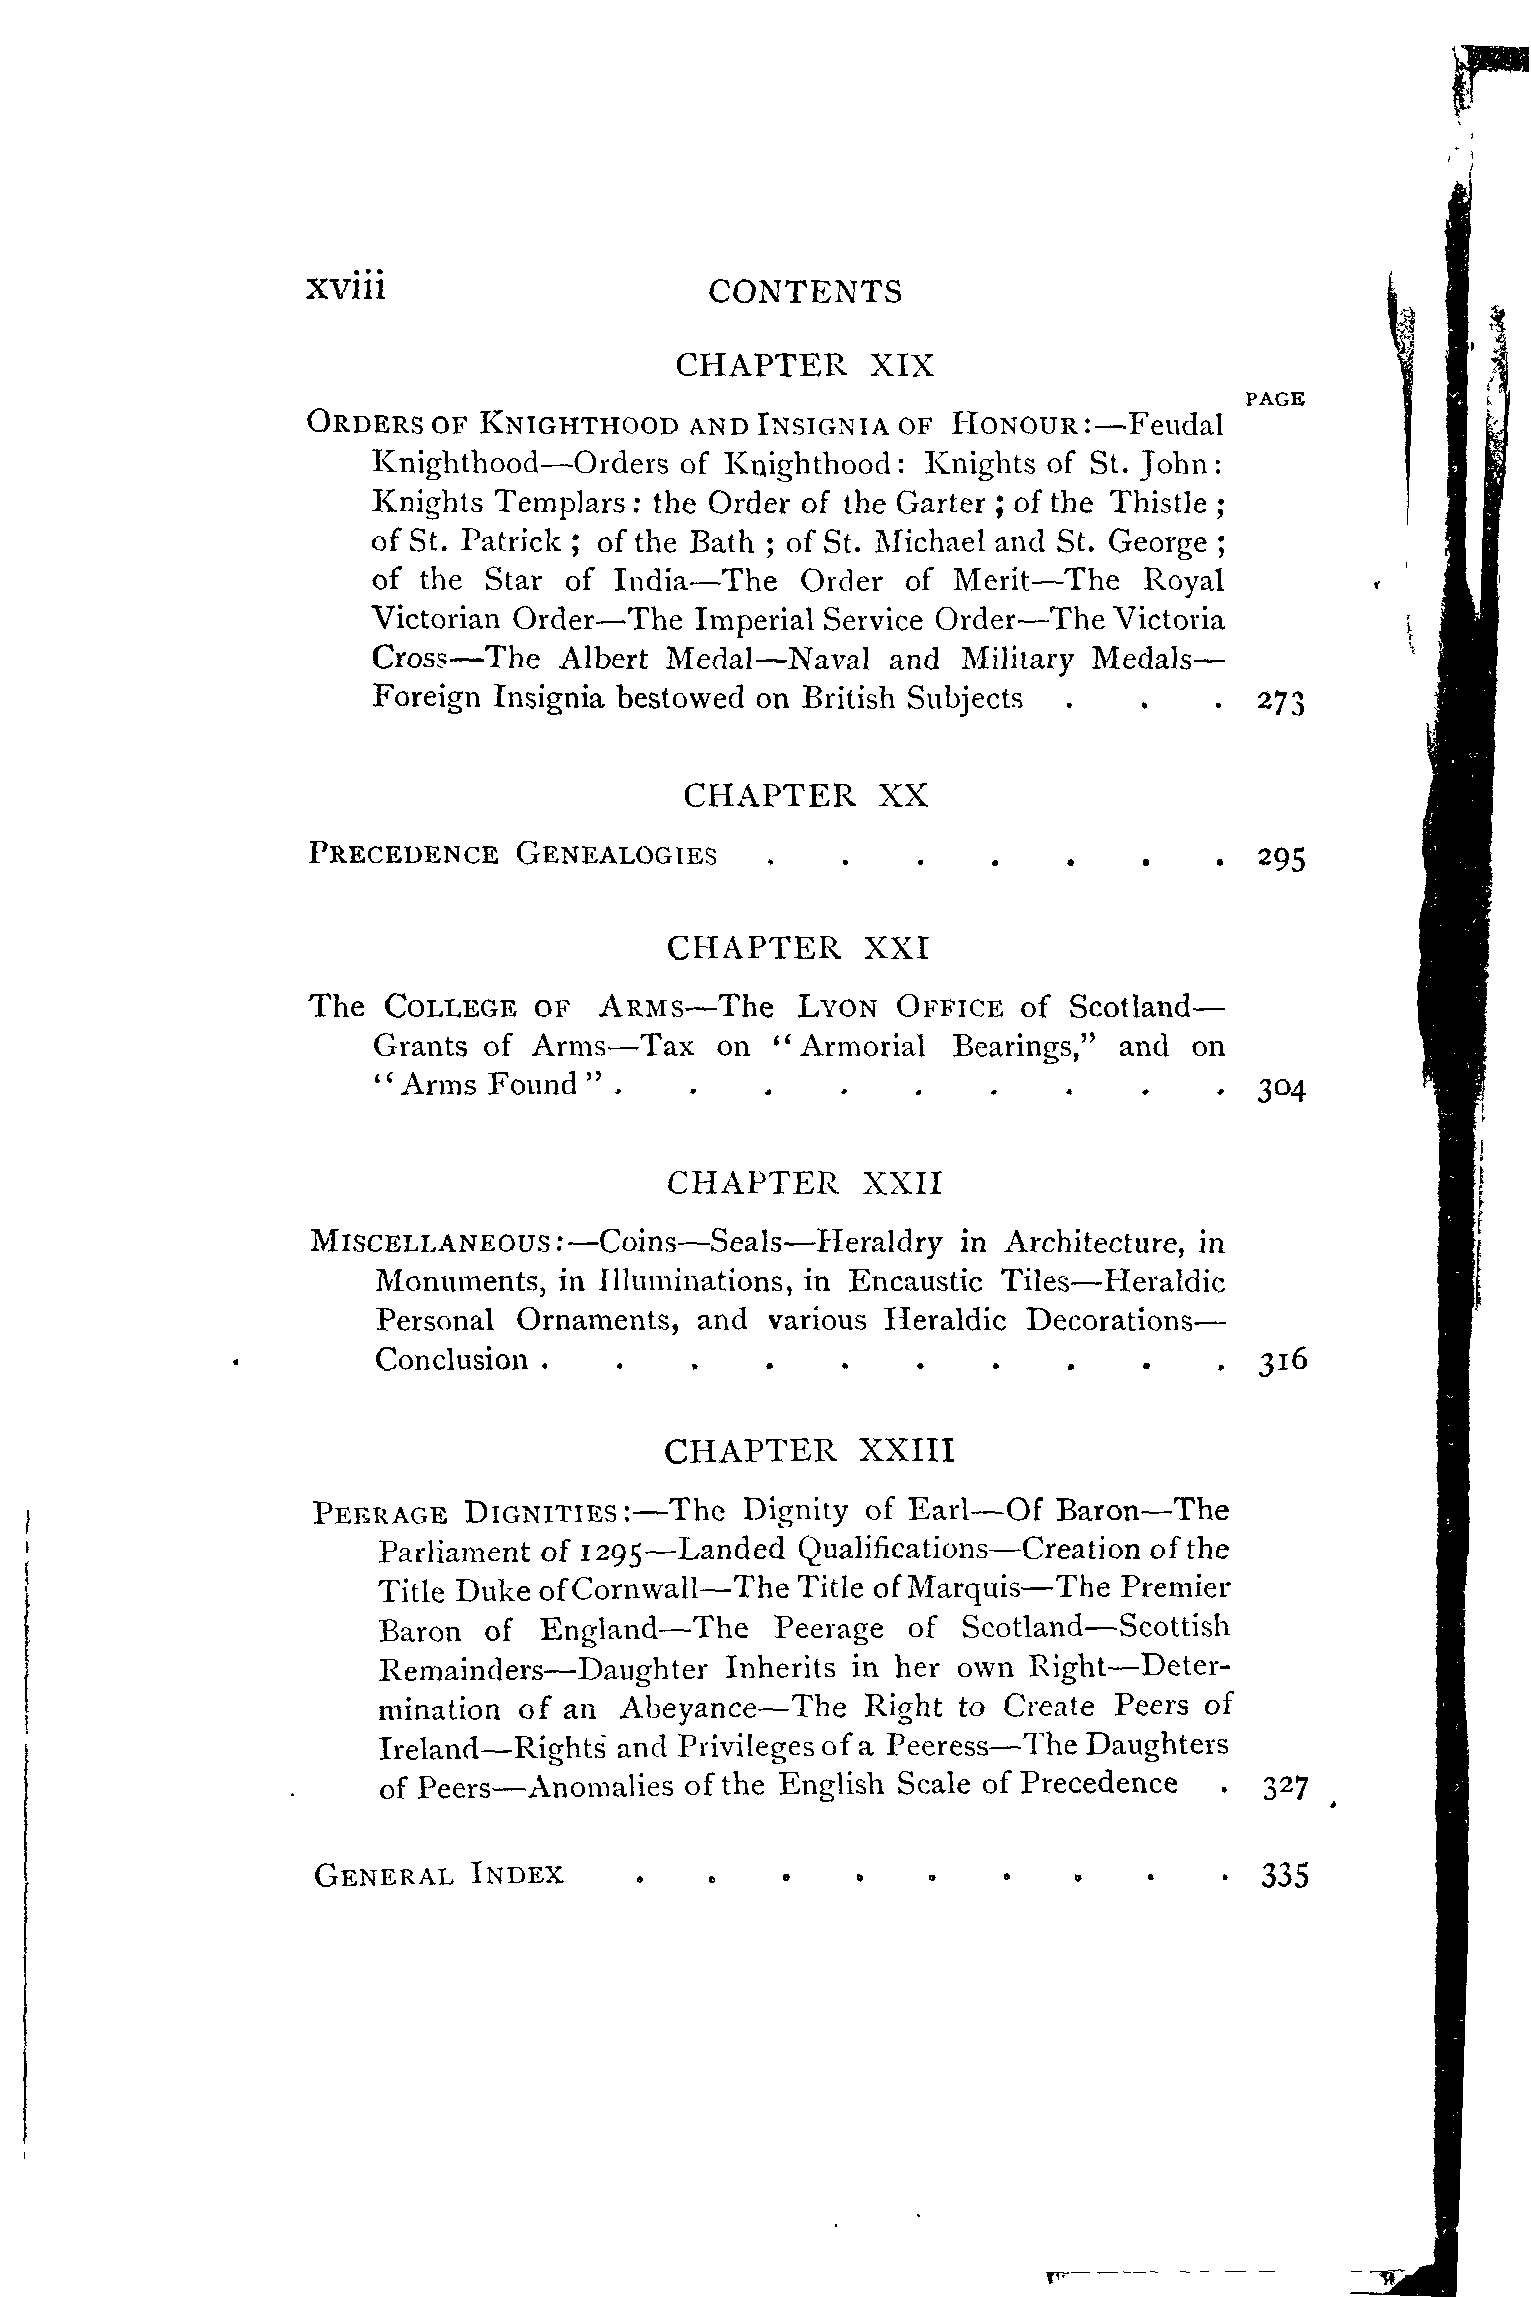 xviii CONTENTS
CHAPTER XIX
PAGE
ORDERS OF KNIGHTHOOD AND INSIGNIA OF HONOUR:—Feudal
Knighthood—Orders of Knighthood: Knights of St. John:
Knights Templars: the Order of the Garter; of the Thistle;
of St. Patrick; of the Bath; of St. Michael and St. George;
of the Star of India—The Order of Merit—The Royal
Victorian Order—The Imperial Service Order—The Victoria
Cross—The Albert Medal—Naval and Military Medals—
Foreign Insignia bestowed on British Subjects . . . 273
CHAPTER XX
PRECEDENCE GENEALOGIES . . . . . . . 295
CHAPTER XXI
The COLLEGE OF ARMS—The LYON OFFICE of Scotland—
Grants of Arms—Tax on "Armorial Bearings," and on
"Arms Found" . . . . . . . . . 304
CHAPTER XXII
MISCELLANEOUS:—Coins—Seals—Heraldry in Architecture, in
Monuments, in Illuminations, in Encaustic Tiles—Heraldic
Personal Ornaments, and various Heraldic Decorations—
Conclusion . . . . . . . . . . 316
CHAPTER XXIII
PEERAGE DIGNITIES:—The Dignity of Earl—Of Baron—The
Parliament of 1295—Landed Qualifications—Creation of the
Title Duke of Cornwall—The Title of Marquis—The Premier
Baron of England—The Peerage of Scotland—Scottish
Remainders—Daughter Inherits in her own Right—Deter-
mination of an Abeyance—The Right to Create Peers of
Ireland—Rights and Privileges of a Peeress—The Daughters
of Peers—Anomalies of the English Scale of Precedence . 327
GENERAL INDEX . . . . . . . . . 335